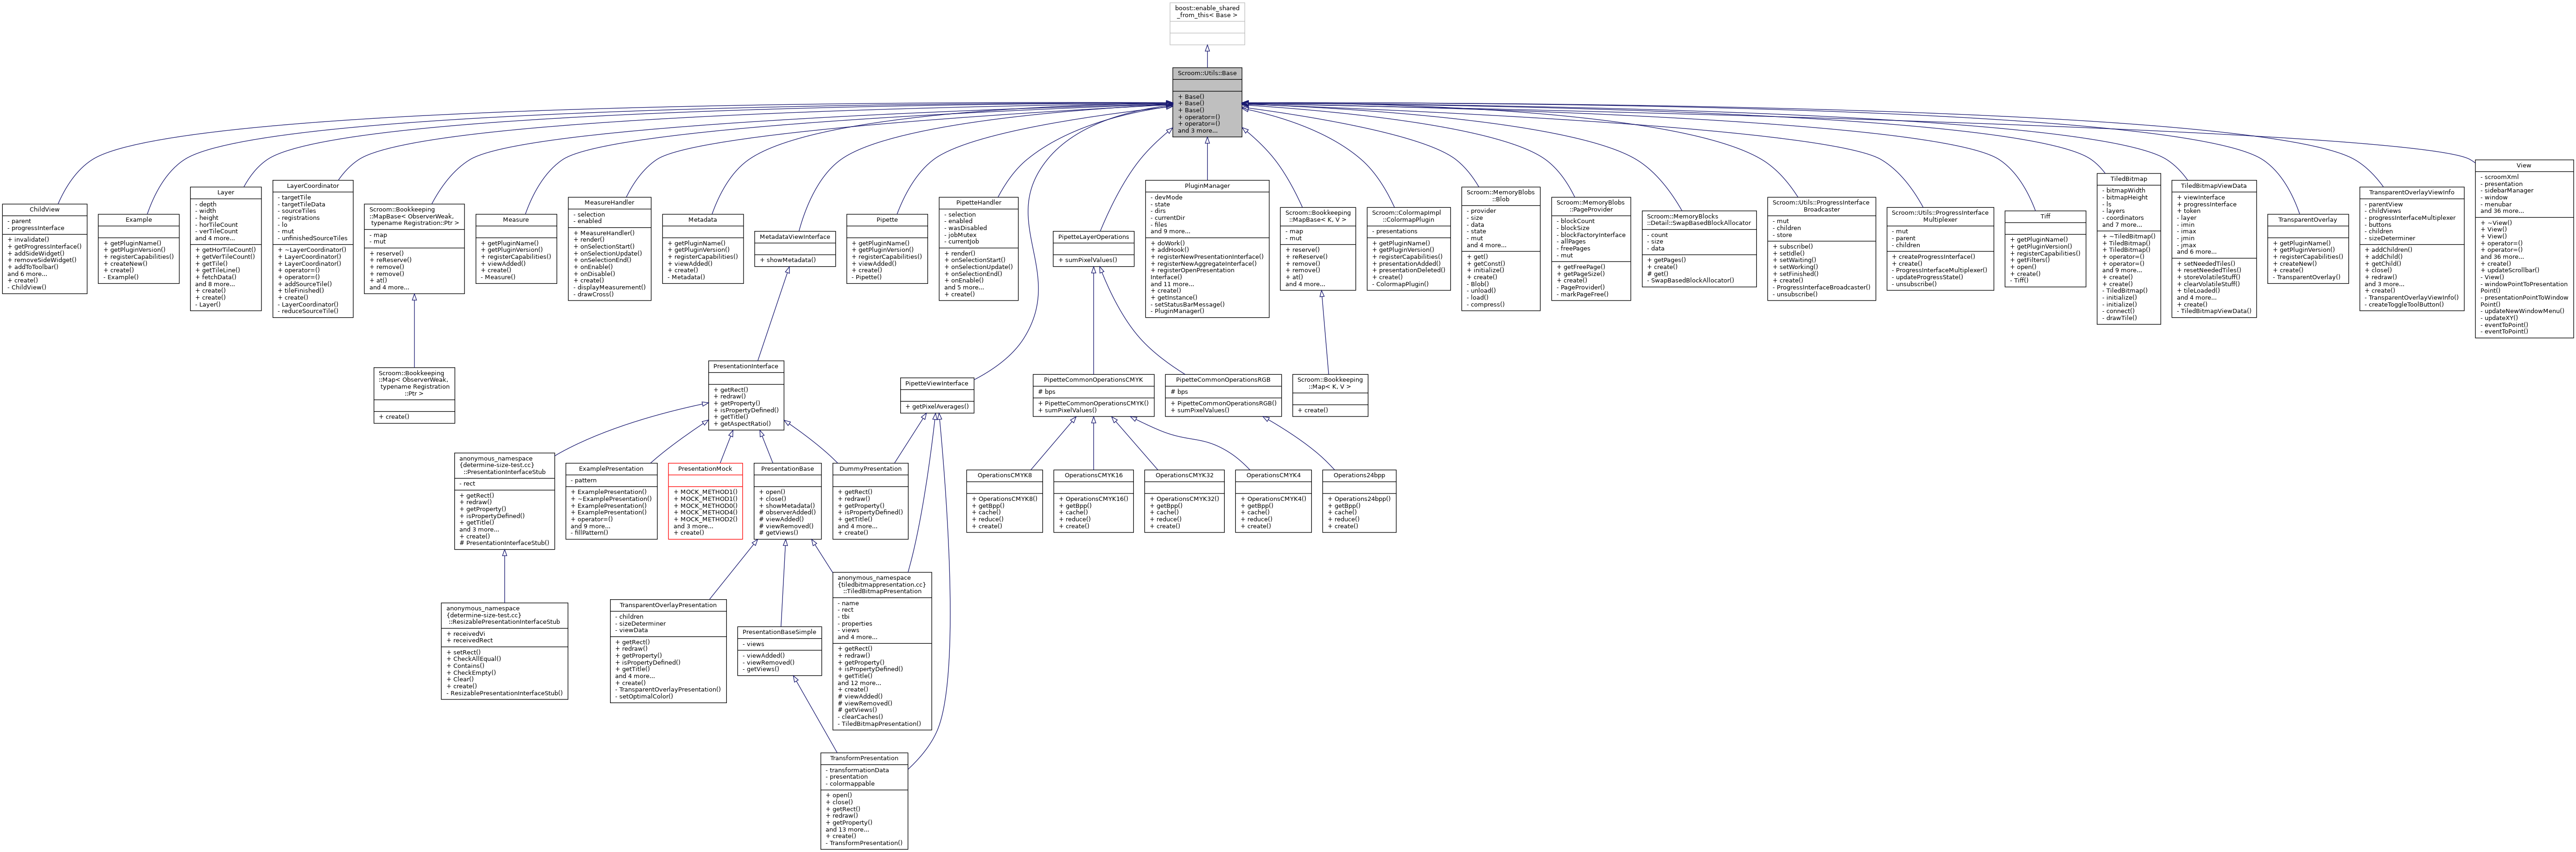 boost::enable_shared
_from_this< Base >
Scroom::Utils::Base
+ Base()
+ Base()
+ Base()
+ operator=()
+ operator=()
and 3 more...
ChildView
- parent
- progressInterface
+ invalidate()
+ getProgressInterface()
+ addSideWidget()
+ removeSideWidget()
+ addToToolbar()
and 6 more...
+ create()
- ChildView()
Example
+ getPluginName()
+ getPluginVersion()
+ registerCapabilities()
+ createNew()
+ create()
- Example()
Layer
- depth
- width
- height
- horTileCount
- verTileCount
and 4 more...
+ getHorTileCount()
+ getVerTileCount()
+ getTile()
+ getTileLine()
+ fetchData()
and 8 more...
+ create()
+ create()
- Layer()
LayerCoordinator
- targetTile
- targetTileData
- sourceTiles
- registrations
- lo
- mut
- unfinishedSourceTiles
+ ~LayerCoordinator()
+ LayerCoordinator()
+ LayerCoordinator()
+ operator=()
+ operator=()
+ addSourceTile()
+ tileFinished()
+ create()
- LayerCoordinator()
- reduceSourceTile()
Scroom::Bookkeeping
::MapBase< ObserverWeak,
typename Registration::Ptr >
- map
- mut
+ reserve()
+ reReserve()
+ remove()
+ remove()
+ at()
and 4 more...
Measure
+ getPluginName()
+ getPluginVersion()
+ registerCapabilities()
+ viewAdded()
+ create()
- Measure()
MeasureHandler
- selection
- enabled
+ MeasureHandler()
+ render()
+ onSelectionStart()
+ onSelectionUpdate()
+ onSelectionEnd()
+ onEnable()
+ onDisable()
+ create()
- displayMeasurement()
- drawCross()
Metadata
+ getPluginName()
+ getPluginVersion()
+ registerCapabilities()
+ viewAdded()
+ create()
- Metadata()
MetadataViewInterface
+ showMetadata()
Pipette
+ getPluginName()
+ getPluginVersion()
+ registerCapabilities()
+ viewAdded()
+ create()
- Pipette()
PipetteHandler
- selection
- enabled
- wasDisabled
- jobMutex
- currentJob
+ render()
+ onSelectionStart()
+ onSelectionUpdate()
+ onSelectionEnd()
+ onEnable()
and 5 more...
+ create()
PipetteLayerOperations
+ sumPixelValues()
PluginManager
- devMode
- state
- dirs
- currentDir
- files
and 9 more...
+ doWork()
+ addHook()
+ registerNewPresentationInterface()
+ registerNewAggregateInterface()
+ registerOpenPresentation
Interface()
and 11 more...
+ create()
+ getInstance()
- setStatusBarMessage()
- PluginManager()
Scroom::Bookkeeping
::MapBase< K, V >
- map
- mut
+ reserve()
+ reReserve()
+ remove()
+ remove()
+ at()
and 4 more...
Scroom::ColormapImpl
::ColormapPlugin
- presentations
+ getPluginName()
+ getPluginVersion()
+ registerCapabilities()
+ presentationAdded()
+ presentationDeleted()
+ create()
- ColormapPlugin()
Scroom::MemoryBlobs
::Blob
- provider
- size
- data
- state
- mut
and 4 more...
+ get()
+ getConst()
+ initialize()
+ create()
- Blob()
- unload()
- load()
- compress()
Scroom::MemoryBlobs
::PageProvider
- blockCount
- blockSize
- blockFactoryInterface
- allPages
- freePages
- mut
+ getFreePage()
+ getPageSize()
+ create()
- PageProvider()
- markPageFree()
Scroom::MemoryBlocks
::Detail::SwapBasedBlockAllocator
- count
- size
- data
+ getPages()
+ create()
# get()
- SwapBasedBlockAllocator()
Scroom::Utils::ProgressInterface
Broadcaster
- mut
- children
- store
+ subscribe()
+ setIdle()
+ setWaiting()
+ setWorking()
+ setFinished()
+ create()
- ProgressInterfaceBroadcaster()
- unsubscribe()
Scroom::Utils::ProgressInterface
Multiplexer
- mut
- parent
- children
+ createProgressInterface()
+ create()
- ProgressInterfaceMultiplexer()
- updateProgressState()
- unsubscribe()
Tiff
+ getPluginName()
+ getPluginVersion()
+ registerCapabilities()
+ getFilters()
+ open()
+ create()
- Tiff()
TiledBitmap
- bitmapWidth
- bitmapHeight
- ls
- layers
- coordinators
and 7 more...
+ ~TiledBitmap()
+ TiledBitmap()
+ TiledBitmap()
+ operator=()
+ operator=()
and 9 more...
+ create()
+ create()
- TiledBitmap()
- initialize()
- initialize()
- connect()
- drawTile()
TiledBitmapViewData
+ viewInterface
+ progressInterface
+ token
- layer
- imin
- imax
- jmin
- jmax
and 6 more...
+ setNeededTiles()
+ resetNeededTiles()
+ storeVolatileStuff()
+ clearVolatileStuff()
+ tileLoaded()
and 4 more...
+ create()
- TiledBitmapViewData()
TransparentOverlay
+ getPluginName()
+ getPluginVersion()
+ registerCapabilities()
+ createNew()
+ create()
- TransparentOverlay()
TransparentOverlayViewInfo
- parentView
- childViews
- progressInterfaceMultiplexer
- buttons
- children
- sizeDeterminer
+ addChildren()
+ addChild()
+ getChild()
+ close()
+ redraw()
and 3 more...
+ create()
- TransparentOverlayViewInfo()
- createToggleToolButton()
View
- scroomXml
- presentation
- window
- sidebarManager
- menubar
and 36 more...
+ ~View()
+ View()
+ View()
+ operator=()
+ operator=()
and 36 more...
+ create()
+ updateScrollbar()
- View()
- windowPointToPresentation
Point()
- presentationPointToWindow
Point()
- updateNewWindowMenu()
- updateXY()
- eventToPoint()
- eventToPoint()
Scroom::Bookkeeping
::Map< ObserverWeak,
typename Registration
::Ptr >
+ create()
PresentationInterface
+ getRect()
+ redraw()
+ getProperty()
+ isPropertyDefined()
+ getTitle()
+ getAspectRatio()
PipetteViewInterface
+ getPixelAverages()
PipetteCommonOperationsCMYK
# bps
+ PipetteCommonOperationsCMYK()
+ sumPixelValues()
PipetteCommonOperationsRGB
# bps
+ PipetteCommonOperationsRGB()
+ sumPixelValues()
Scroom::Bookkeeping
::Map< K, V >
+ create()
anonymous_namespace
{determine-size-test.cc}
::PresentationInterfaceStub
- rect
+ getRect()
+ redraw()
+ getProperty()
+ isPropertyDefined()
+ getTitle()
and 3 more...
+ create()
# PresentationInterfaceStub()
ExamplePresentation
- pattern
+ ExamplePresentation()
+ ~ExamplePresentation()
+ ExamplePresentation()
+ ExamplePresentation()
+ operator=()
and 9 more...
- fillPattern()
PresentationMock
+ MOCK_METHOD1()
+ MOCK_METHOD1()
+ MOCK_METHOD0()
+ MOCK_METHOD4()
+ MOCK_METHOD2()
and 3 more...
+ create()
PresentationBase
+ open()
+ close()
+ showMetadata()
# observerAdded()
# viewAdded()
# viewRemoved()
# getViews()
DummyPresentation
+ getRect()
+ redraw()
+ getProperty()
+ isPropertyDefined()
+ getTitle()
and 4 more...
+ create()
OperationsCMYK8
+ OperationsCMYK8()
+ getBpp()
+ cache()
+ reduce()
+ create()
OperationsCMYK16
+ OperationsCMYK16()
+ getBpp()
+ cache()
+ reduce()
+ create()
OperationsCMYK32
+ OperationsCMYK32()
+ getBpp()
+ cache()
+ reduce()
+ create()
OperationsCMYK4
+ OperationsCMYK4()
+ getBpp()
+ cache()
+ reduce()
+ create()
Operations24bpp
+ Operations24bpp()
+ getBpp()
+ cache()
+ reduce()
+ create()
anonymous_namespace
{determine-size-test.cc}
::ResizablePresentationInterfaceStub
+ receivedVi
+ receivedRect
+ setRect()
+ CheckAllEqual()
+ Contains()
+ CheckEmpty()
+ Clear()
+ create()
- ResizablePresentationInterfaceStub()
TransparentOverlayPresentation
- children
- sizeDeterminer
- viewData
+ getRect()
+ redraw()
+ getProperty()
+ isPropertyDefined()
+ getTitle()
and 4 more...
+ create()
- TransparentOverlayPresentation()
- setOptimalColor()
PresentationBaseSimple
- views
- viewAdded()
- viewRemoved()
- getViews()
anonymous_namespace
{tiledbitmappresentation.cc}
::TiledBitmapPresentation
- name
- rect
- tbi
- properties
- views
and 4 more...
+ getRect()
+ redraw()
+ getProperty()
+ isPropertyDefined()
+ getTitle()
and 12 more...
+ create()
# viewAdded()
# viewRemoved()
# getViews()
- clearCaches()
- TiledBitmapPresentation()
TransformPresentation
- transformationData
- presentation
- colormappable
+ open()
+ close()
+ getRect()
+ redraw()
+ getProperty()
and 13 more...
+ create()
- TransformPresentation()